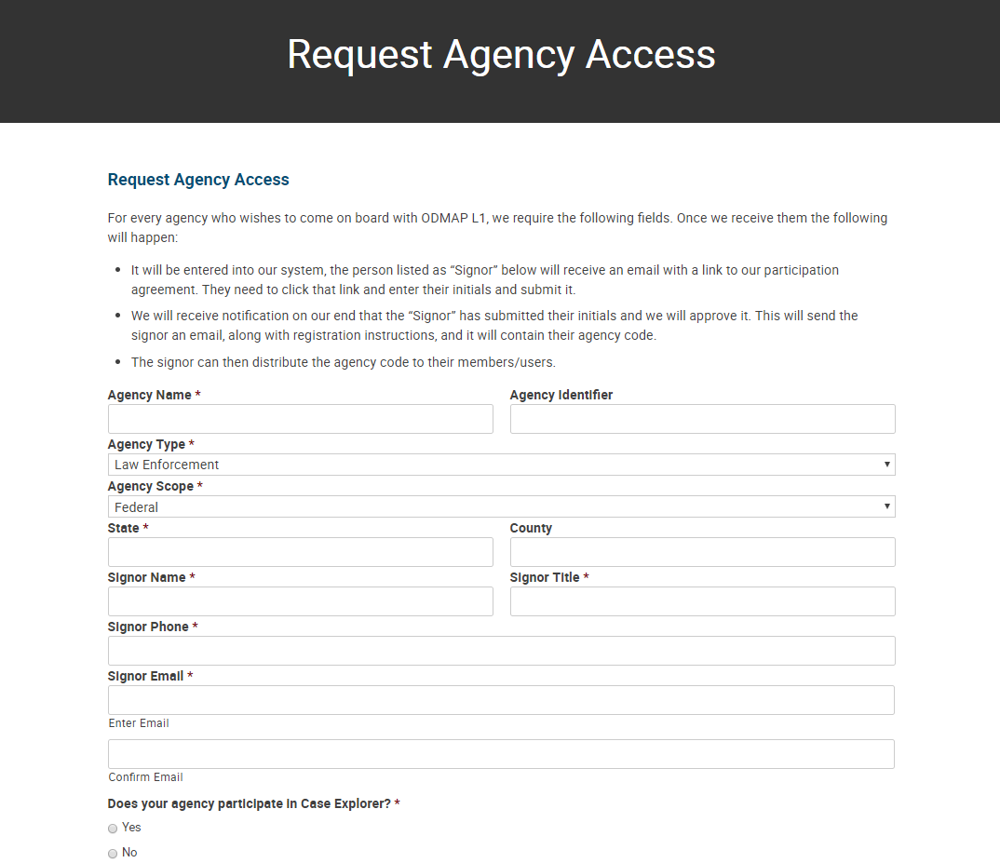 Request Agency Access
Request Agency Access
For every agency who wishes to come on board with ODMAP L1, we require the following fields. Once we receive them the following
will happen:
• It will be entered into our system, the person listed as “Signor” below will receive an email with a link to our participation
agreement. They need to click that link and enter their initials and submit it.
• We will receive notification on our end that the “Signor” has submitted their initials and we will approve it. This will send the
signor an email, along with registration instructions, and it will contain their agency code.
• The signor can then distribute the agency code to their members/users.
Agency Name * Agency Identifier
Agency Type *
Law Enforcement
Agency Scope *
Federal
State * County
Signor Name * Signor Title *
Signor Phone *
Signor Email *
Enter Email
Confirm Email
Does your agency participate in Case Explorer? *
Yes
No